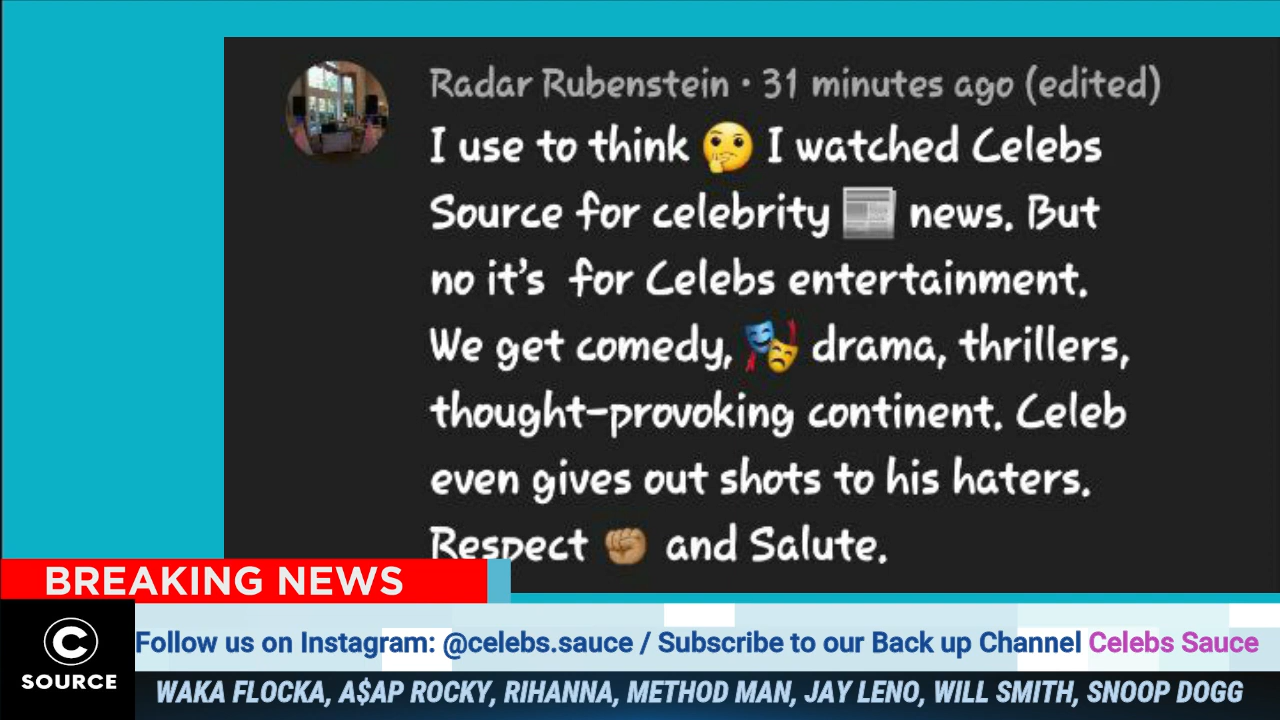 Radar Rubenstein · 31 minutes ago (edited)
I use to think 🤔 I watched Celebs
Source for celebrity 📰 news. But
no it's for Celebs entertainment.
We get comedy, 🎭 drama, thrillers,
thought-provoking continent. Celeb
even gives out shots to his haters.
Respect ✊🏽 and Salute.
BREAKING NEWS
C
SOURCE
Follow us on Instagram: @celebs.sauce / Subscribe to our Back up Channel Celebs Sauce
WAKA FLOCKA, A$AP ROCKY, RIHANNA, METHOD MAN, JAY LENO, WILL SMITH, SNOOP DOGG